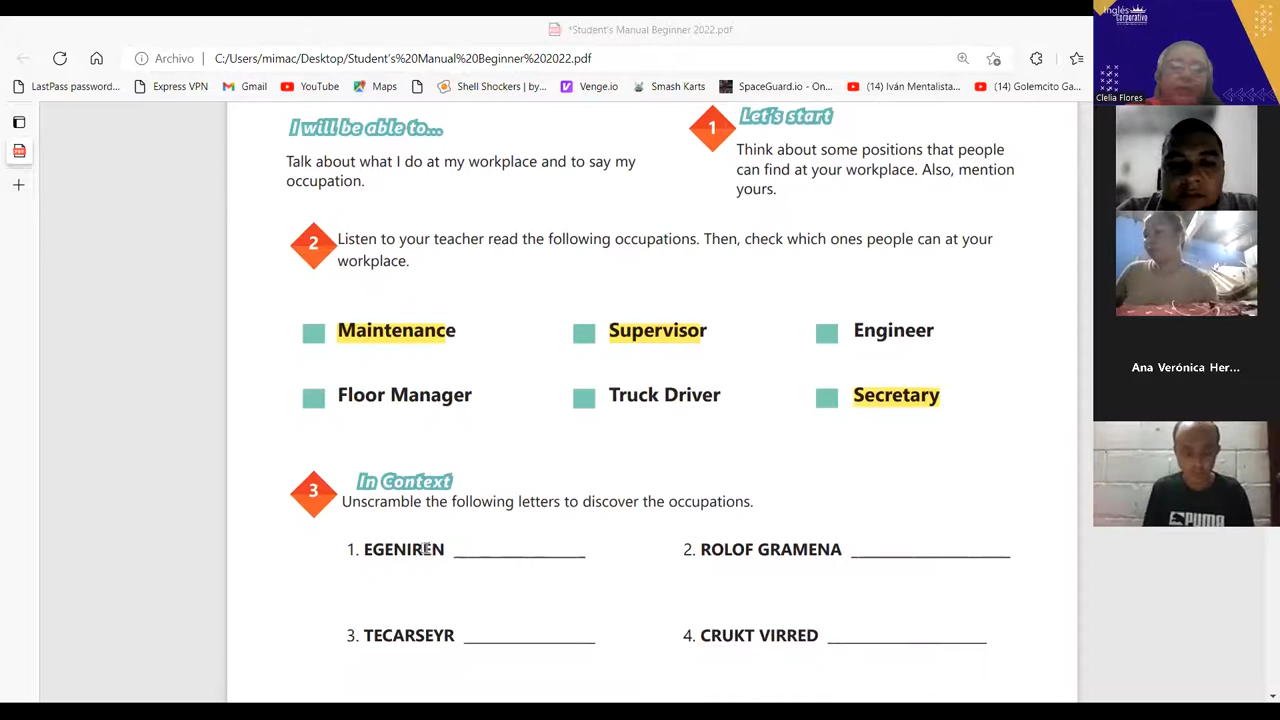 *Student's Manual Beginner 2022.pdf
Archivo
C:/Users/mimac/Desktop/Student's%20Manual%20Beginner%202022.pdf
LastPass password...
Express VPN
Gmail
YouTube
Maps
Shell Shockers | by...
Venge.io
Smash Karts
SpaceGuard.io - On...
(14) Iván Mentalista...
(14) Golemcito Ga...
I will be able to...
Talk about what I do at my workplace and to say my
occupation.
1
Let's start
Think about some positions that people
can find at your workplace. Also, mention
yours.
2
Listen to your teacher read the following occupations. Then, check which ones people can at your
workplace.
Maintenance
Supervisor
Engineer
Floor Manager
Truck Driver
Secretary
3
In Context
Unscramble the following letters to discover the occupations.
1. EGENIREN ______________
2. ROLOF GRAMENA _________________
3. TECARSEYR ______________
4. CRUKT VIRRED _________________
Inglés
Corporativo
Clelia Flores
Ana Verónica Her...
PUMA